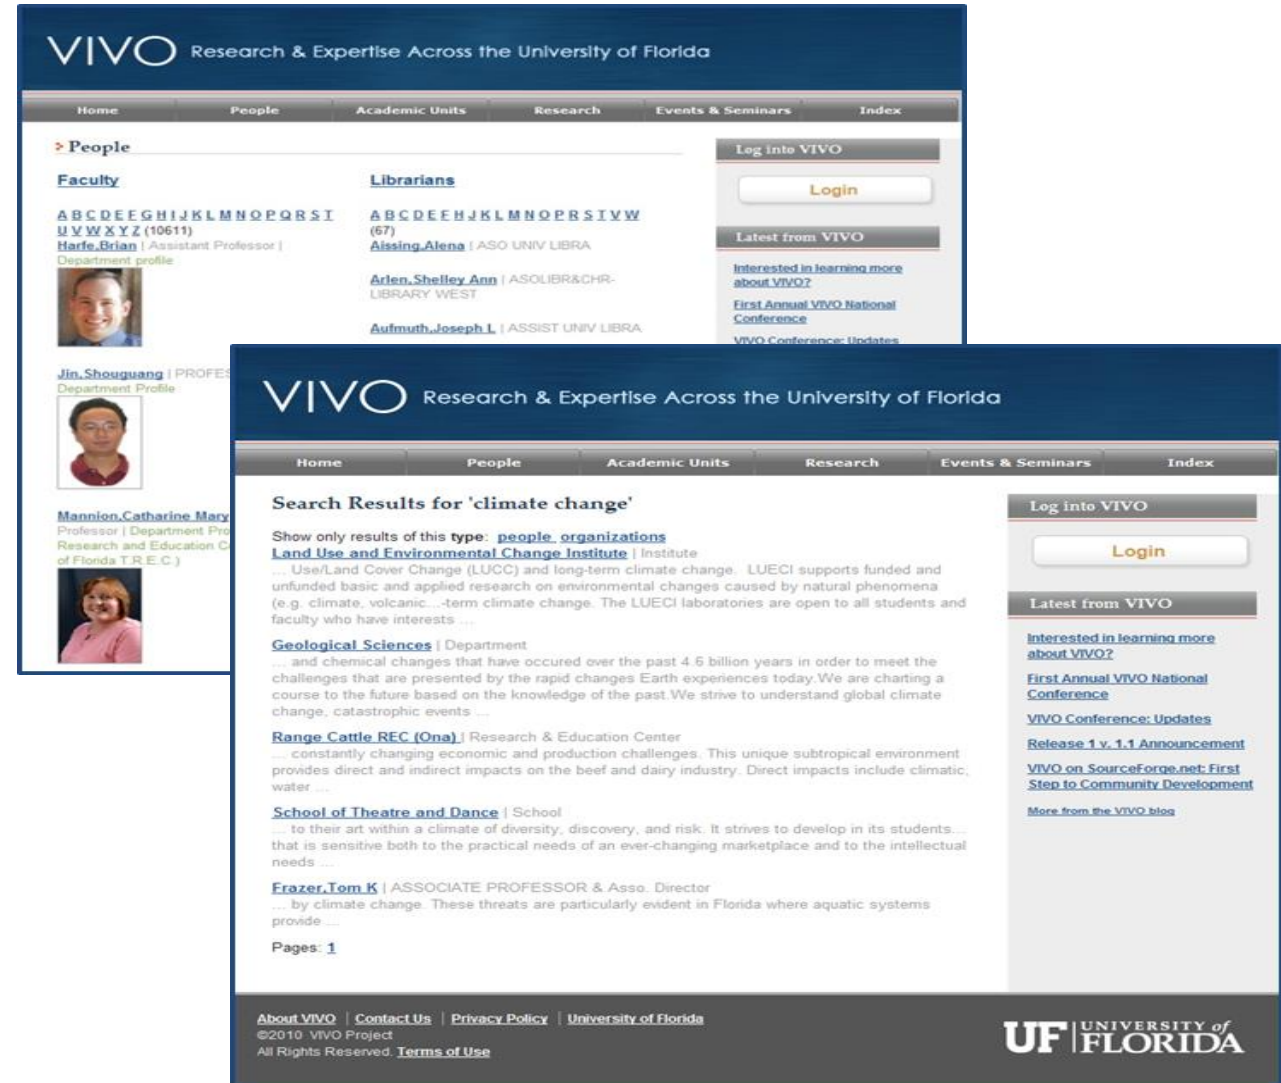 VIVO Research & Expertise Across the University of Florida
Home People Academic Units Research Events & Seminars Index
People
Faculty
A B C D E F G H I J K L M N O P Q R S T
U V W X Y Z (10611)
Harfe,Brian | Assistant Professor |
Department profile
Jin,Shouguang | PROFES
Department Profile
Mannion,Catharine Mary
Professor | Department Pro
Research and Education C
of Florida T.R.E.C.)
Librarians
A B C D E F H J K L M N O P R S T V W
(67)
Aissing,Alena | ASO UNIV LIBRA
Arlen,Shelley Ann | ASOLIBR&CHR-
LIBRARY WEST
Aufmuth,Joseph L | ASSIST UNIV LIBRA
Log into VIVO
Login
Latest from VIVO
Interested in learning more
about VIVO?
First Annual VIVO National
Conference
VIVO Conference: Updates
VIVO Research & Expertise Across the University of Florida
Home People Academic Units Research Events & Seminars Index
Search Results for 'climate change'
Show only results of this type: people organizations
Land Use and Environmental Change Institute | Institute
... Use/Land Cover Change (LUCC) and long-term climate change. LUECI supports funded and
unfunded basic and applied research on environmental changes caused by natural phenomena
(e.g. climate, volcanic...-term climate change. The LUECI laboratories are open to all students and
faculty who have interests ...
Geological Sciences | Department
... and chemical changes that have occured over the past 4.6 billion years in order to meet the
challenges that are presented by the rapid changes Earth experiences today.We are charting a
course to the future based on the knowledge of the past.We strive to understand global climate
change, catastrophic events ...
Range Cattle REC (Ona) | Research & Education Center
... constantly changing economic and production challenges. This unique subtropical environment
provides direct and indirect impacts on the beef and dairy industry. Direct impacts include climatic,
water ...
School of Theatre and Dance | School
... to their art within a climate of diversity, discovery, and risk. It strives to develop in its students...
that is sensitive both to the practical needs of an ever-changing marketplace and to the intellectual
needs ...
Frazer,Tom K | ASSOCIATE PROFESSOR & Asso. Director
... by climate change. These threats are particularly evident in Florida where aquatic systems
provide ...
Pages: 1
Log into VIVO
Login
Latest from VIVO
Interested in learning more
about VIVO?
First Annual VIVO National
Conference
VIVO Conference: Updates
Release 1 v. 1.1 Announcement
VIVO on SourceForge.net: First
Step to Community Development
More from the VIVO blog
About VIVO | Contact Us | Privacy Policy | University of Florida
©2010 VIVO Project
All Rights Reserved. Terms of Use
UF UNIVERSITY of
FLORIDA